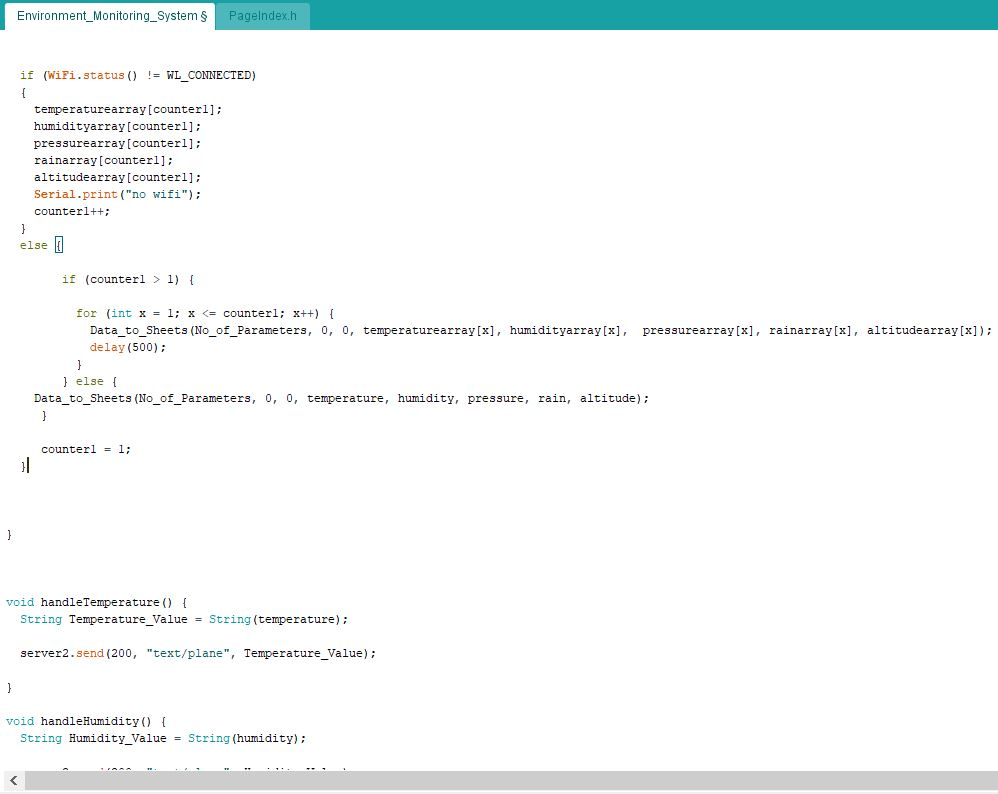 Environment_Monitoring_System § PageIndex.h
if (WiFi.status() != WL_CONNECTED)
{
temperaturearray[counter1];
humidityarray[counter1];
pressurearray[counter1];
rainarray[counter1];
altitudearray[counter1];
Serial.print("no wifi");
counter1++;
}
else {
if (counter1 > 1) {
for (int x = 1; x <= counter1; x++) {
Data_to_Sheets(No_of_Parameters, 0, 0, temperaturearray[x], humidityarray[x],  pressurearray[x], rainarray[x], altitudearray[x]);
delay(500);
}
} else {
Data_to_Sheets(No_of_Parameters, 0, 0, temperature, humidity, pressure, rain, altitude);
}
counter1 = 1;
}
}
void handleTemperature() {
String Temperature_Value = String(temperature);
server2.send(200, "text/plane", Temperature_Value);
}
void handleHumidity() {
String Humidity_Value = String(humidity);